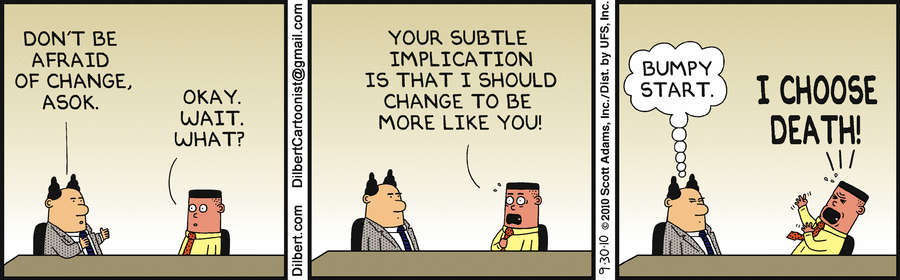 DON'T BE
AFRAID
OF CHANGE,
ASOK.
OKAY.
WAIT.
WHAT?
Dilbert.com DilbertCartoonist@gmail.com
YOUR SUBTLE
IMPLICATION
IS THAT I SHOULD
CHANGE TO BE
MORE LIKE YOU!
9-30-10 © 2010 Scott Adams, Inc./Dist. by UFS, Inc.
BUMPY
START.
I CHOOSE
DEATH!